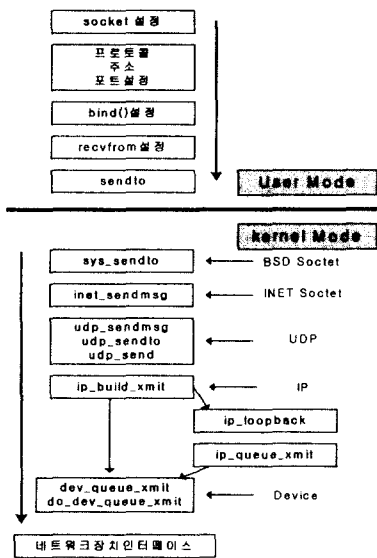 socket 설정
프로토콜
주소
포트설정
bind()설정
recvfrom설정
sendto
User Mode
kernel Mode
sys_sendto
BSD Soctet
inet_sendmsg
INET Soctet
udp_sendmsg
udp_sendto
udp_send
UDP
ip_build_xmit
IP
ip_loopback
ip_queue_xmit
dev_queue_xmit
do_dev_queue_xmit
Device
네트워크장치인터페이스